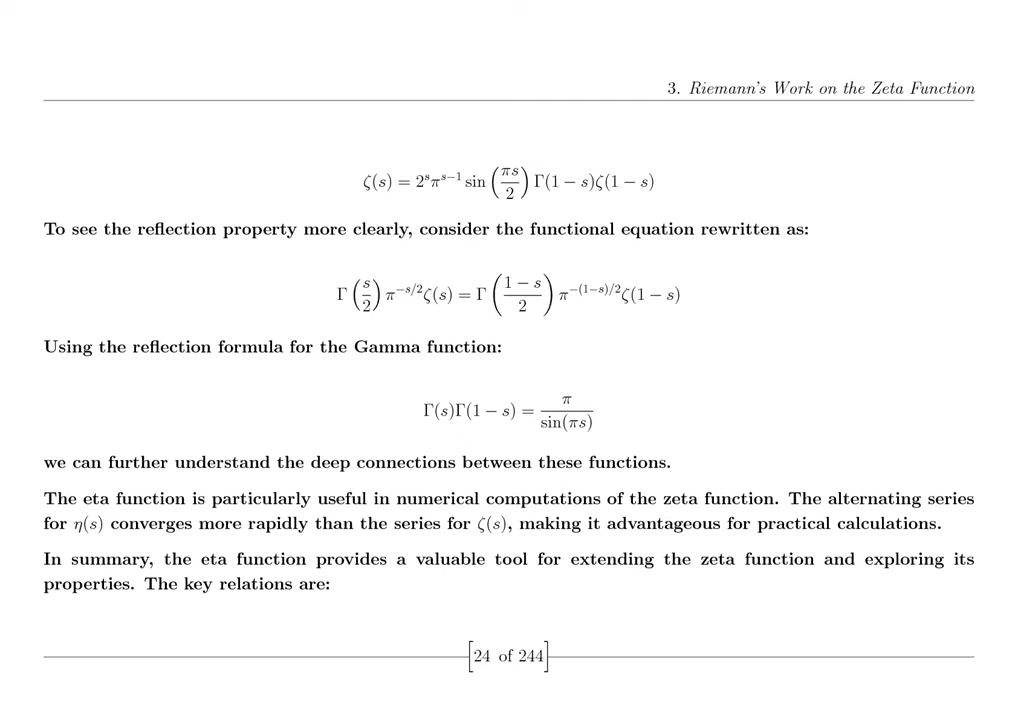 3. Riemann's Work on the Zeta Function
ζ(s) = 2^s π^{s−1} sin (πs/2) Γ(1 − s)ζ(1 − s)
To see the reflection property more clearly, consider the functional equation rewritten as:
Γ (s/2) π^{−s/2} ζ(s) = Γ ((1 − s)/2) π^{−(1−s)/2} ζ(1 − s)
Using the reflection formula for the Gamma function:
Γ(s)Γ(1 − s) = π/sin(πs)
we can further understand the deep connections between these functions.
The eta function is particularly useful in numerical computations of the zeta function. The alternating series
for η(s) converges more rapidly than the series for ζ(s), making it advantageous for practical calculations.
In summary, the eta function provides a valuable tool for extending the zeta function and exploring its
properties. The key relations are:
[24 of 244]